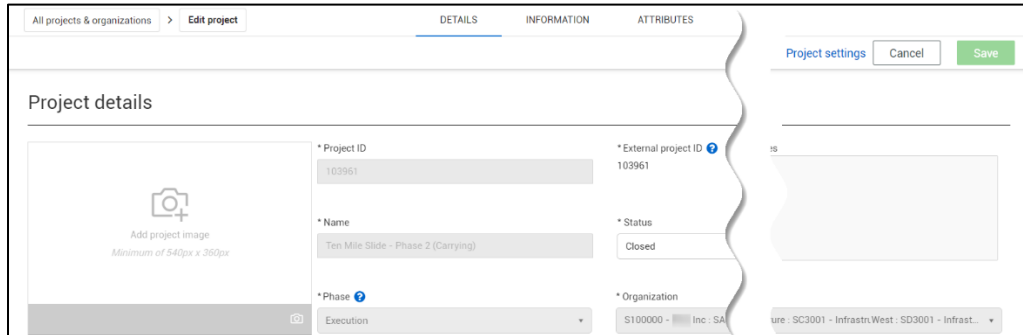 All projects & organizations > Edit project DETAILS INFORMATION ATTRIBUTES
Project settings Cancel Save
Project details
* Project ID * External project ID ?
103961 103961
Add project image
Minimum of 540px x 360px
* Name * Status
Ten Mile Slide - Phase 2 (Carrying) Closed
* Phase ? * Organization
Execution S100000 - Inc : SA ure : SC3001 - Infrastn.West : SD3001 - Infrast...